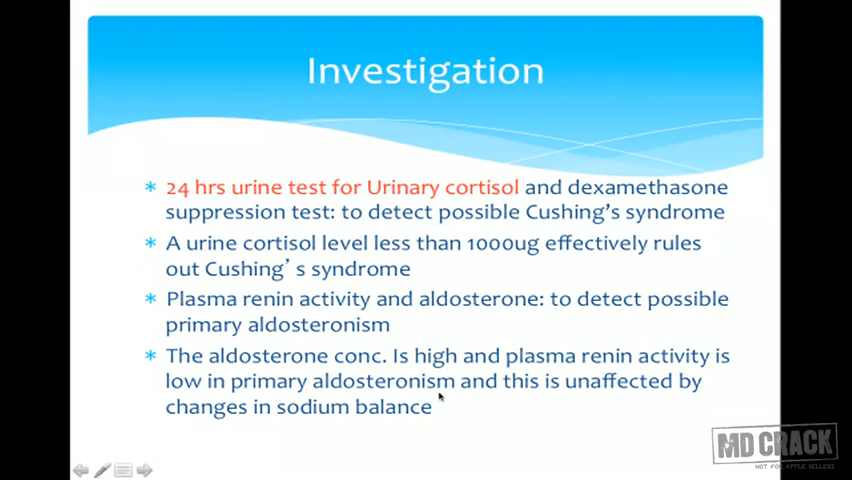 Investigation
* 24 hrs urine test for Urinary cortisol and dexamethasone
suppression test: to detect possible Cushing's syndrome
* A urine cortisol level less than 1000ug effectively rules
out Cushing's syndrome
* Plasma renin activity and aldosterone: to detect possible
primary aldosteronism
* The aldosterone conc. Is high and plasma renin activity is
low in primary aldosteronism and this is unaffected by
changes in sodium balance
MD CRACK
NOT FOR APPLE SELLERS